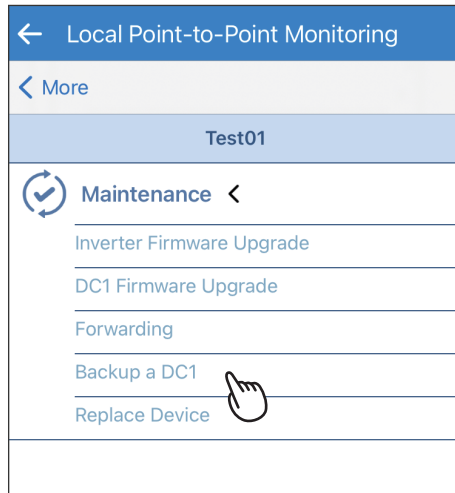 Local Point-to-Point Monitoring
More
Test01
Maintenance
Inverter Firmware Upgrade
DC1 Firmware Upgrade
Forwarding
Backup a DC1
Replace Device